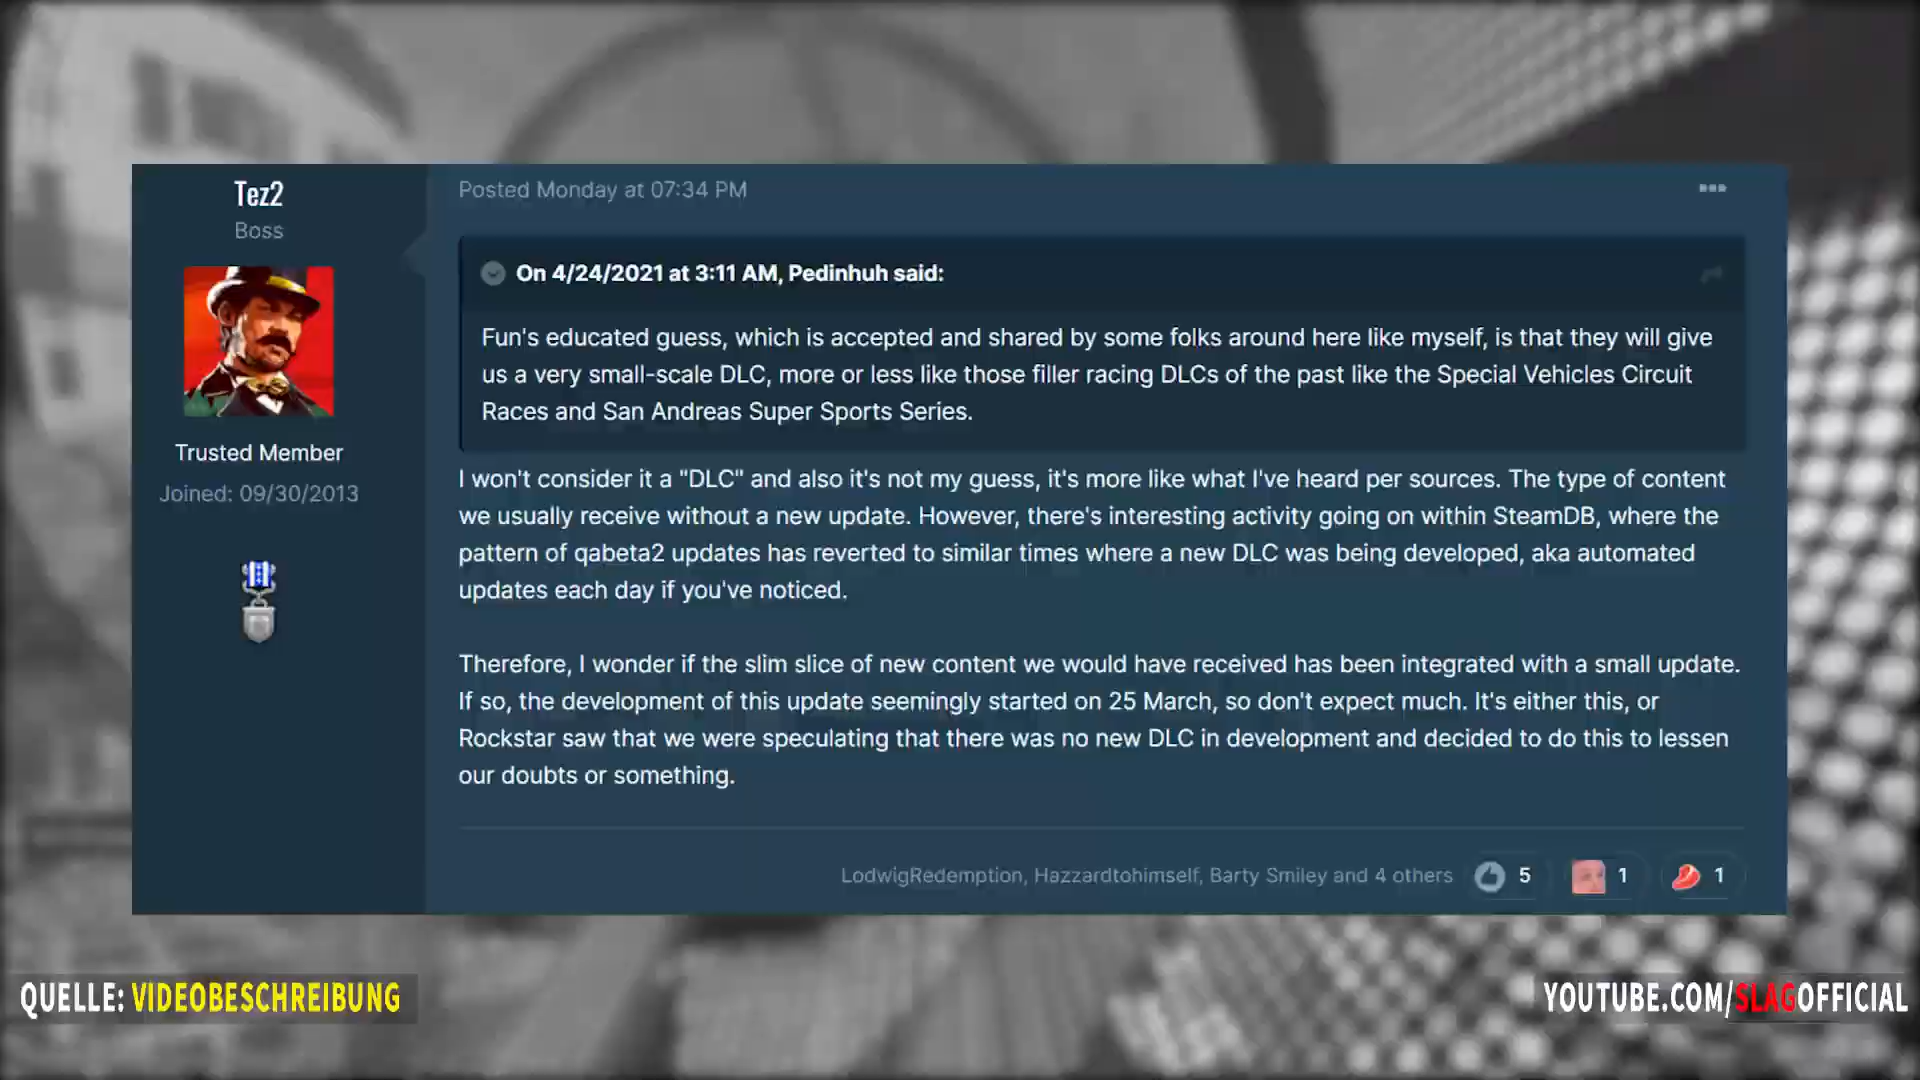 Tez2
Boss
Trusted Member
Joined: 09/30/2013
Posted Monday at 07:34 PM
On 4/24/2021 at 3:11 AM, Pedinhuh said:
Fun's educated guess, which is accepted and shared by some folks around here like myself, is that they will give
us a very small-scale DLC, more or less like those filler racing DLCs of the past like the Special Vehicles Circuit
Races and San Andreas Super Sports Series.
I won't consider it a "DLC" and also it's not my guess, it's more like what I've heard per sources. The type of content
we usually receive without a new update. However, there's interesting activity going on within SteamDB, where the
pattern of qabeta2 updates has reverted to similar times where a new DLC was being developed, aka automated
updates each day if you've noticed.
Therefore, I wonder if the slim slice of new content we would have received has been integrated with a small update.
If so, the development of this update seemingly started on 25 March, so don't expect much. It's either this, or
Rockstar saw that we were speculating that there was no new DLC in development and decided to do this to lessen
our doubts or something.
LodwigRedemption, Hazzardtohimself, Barty Smiley and 4 others 5 1 1
QUELLE: VIDEOBESCHREIBUNG
YOUTUBE.COM/SLAGOFFICIAL